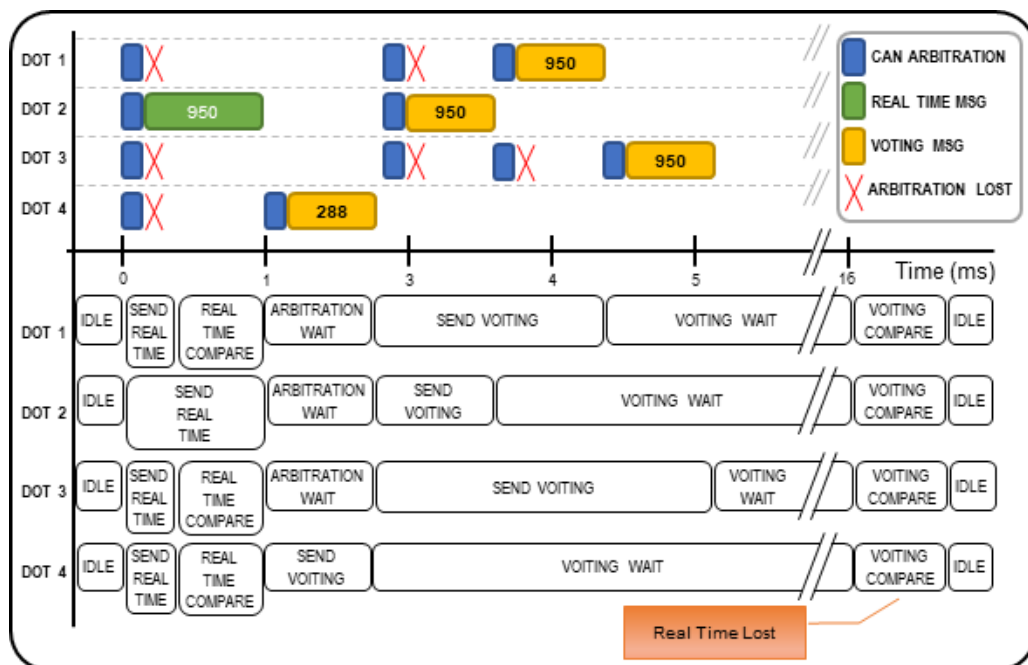 DOT 1
950
DOT 2
950
950
DOT 3
950
DOT 4
288
CAN ARBITRATION
REAL TIME MSG
VOTING MSG
ARBITRATION LOST
0
1
3
4
5
16
Time (ms)
DOT 1
IDLE
SEND
REAL
TIME
REAL
TIME
COMPARE
ARBITRATION
WAIT
SEND VOITING
VOITING WAIT
VOITING
COMPARE
IDLE
DOT 2
IDLE
SEND
REAL
TIME
ARBITRATION
WAIT
SEND
VOITING
VOITING WAIT
VOITING
COMPARE
IDLE
DOT 3
IDLE
SEND
REAL
TIME
REAL
TIME
COMPARE
ARBITRATION
WAIT
SEND VOITING
VOITING
WAIT
VOITING
COMPARE
IDLE
DOT 4
IDLE
SEND
REAL
TIME
REAL
TIME
COMPARE
SEND
VOITING
VOITING WAIT
VOITING
COMPARE
IDLE
Real Time Lost